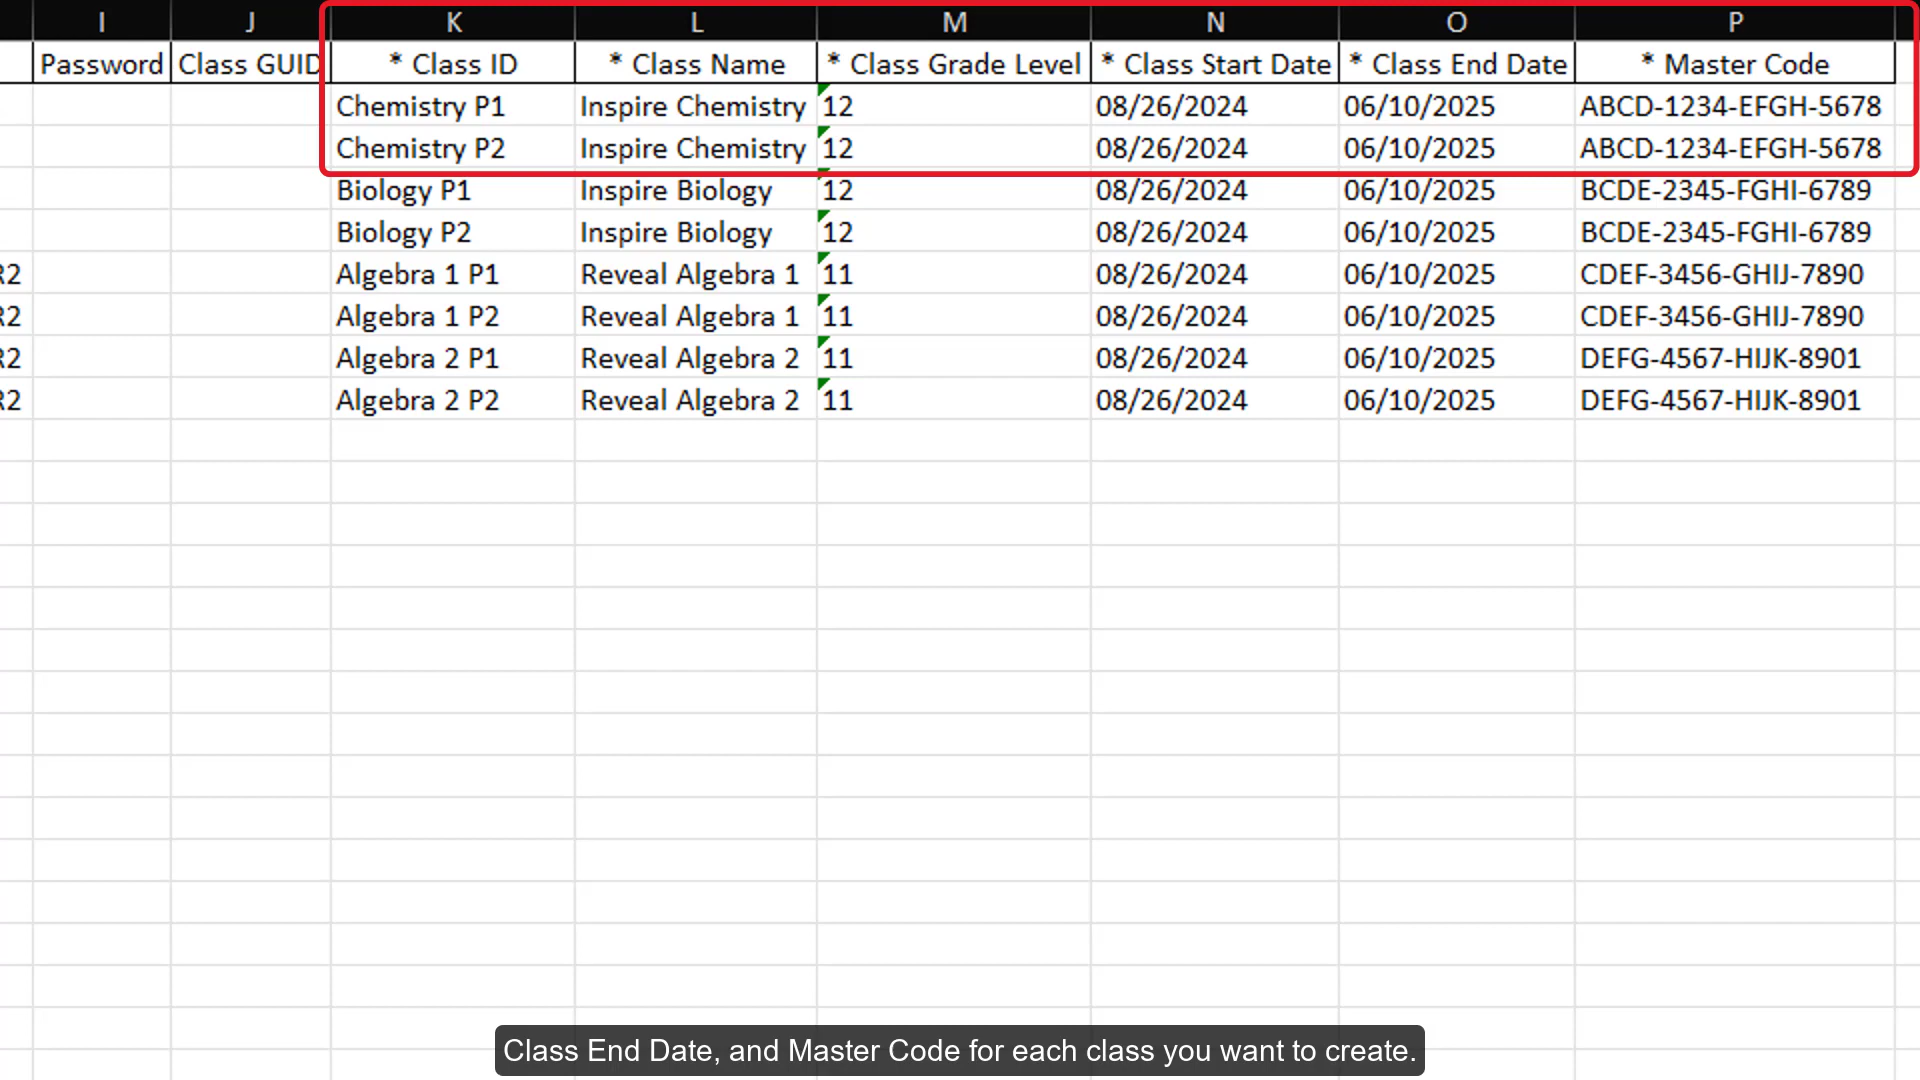 I J K L M N O P
Password Class GUID * Class ID * Class Name * Class Grade Level * Class Start Date * Class End Date * Master Code
Chemistry P1 Inspire Chemistry 12 08/26/2024 06/10/2025 ABCD-1234-EFGH-5678
Chemistry P2 Inspire Chemistry 12 08/26/2024 06/10/2025 ABCD-1234-EFGH-5678
Biology P1 Inspire Biology 12 08/26/2024 06/10/2025 BCDE-2345-FGHI-6789
Biology P2 Inspire Biology 12 08/26/2024 06/10/2025 BCDE-2345-FGHI-6789
R2 Algebra 1 P1 Reveal Algebra 1 11 08/26/2024 06/10/2025 CDEF-3456-GHIJ-7890
R2 Algebra 1 P2 Reveal Algebra 1 11 08/26/2024 06/10/2025 CDEF-3456-GHIJ-7890
R2 Algebra 2 P1 Reveal Algebra 2 11 08/26/2024 06/10/2025 DEFG-4567-HIJK-8901
R2 Algebra 2 P2 Reveal Algebra 2 11 08/26/2024 06/10/2025 DEFG-4567-HIJK-8901
Class End Date, and Master Code for each class you want to create.